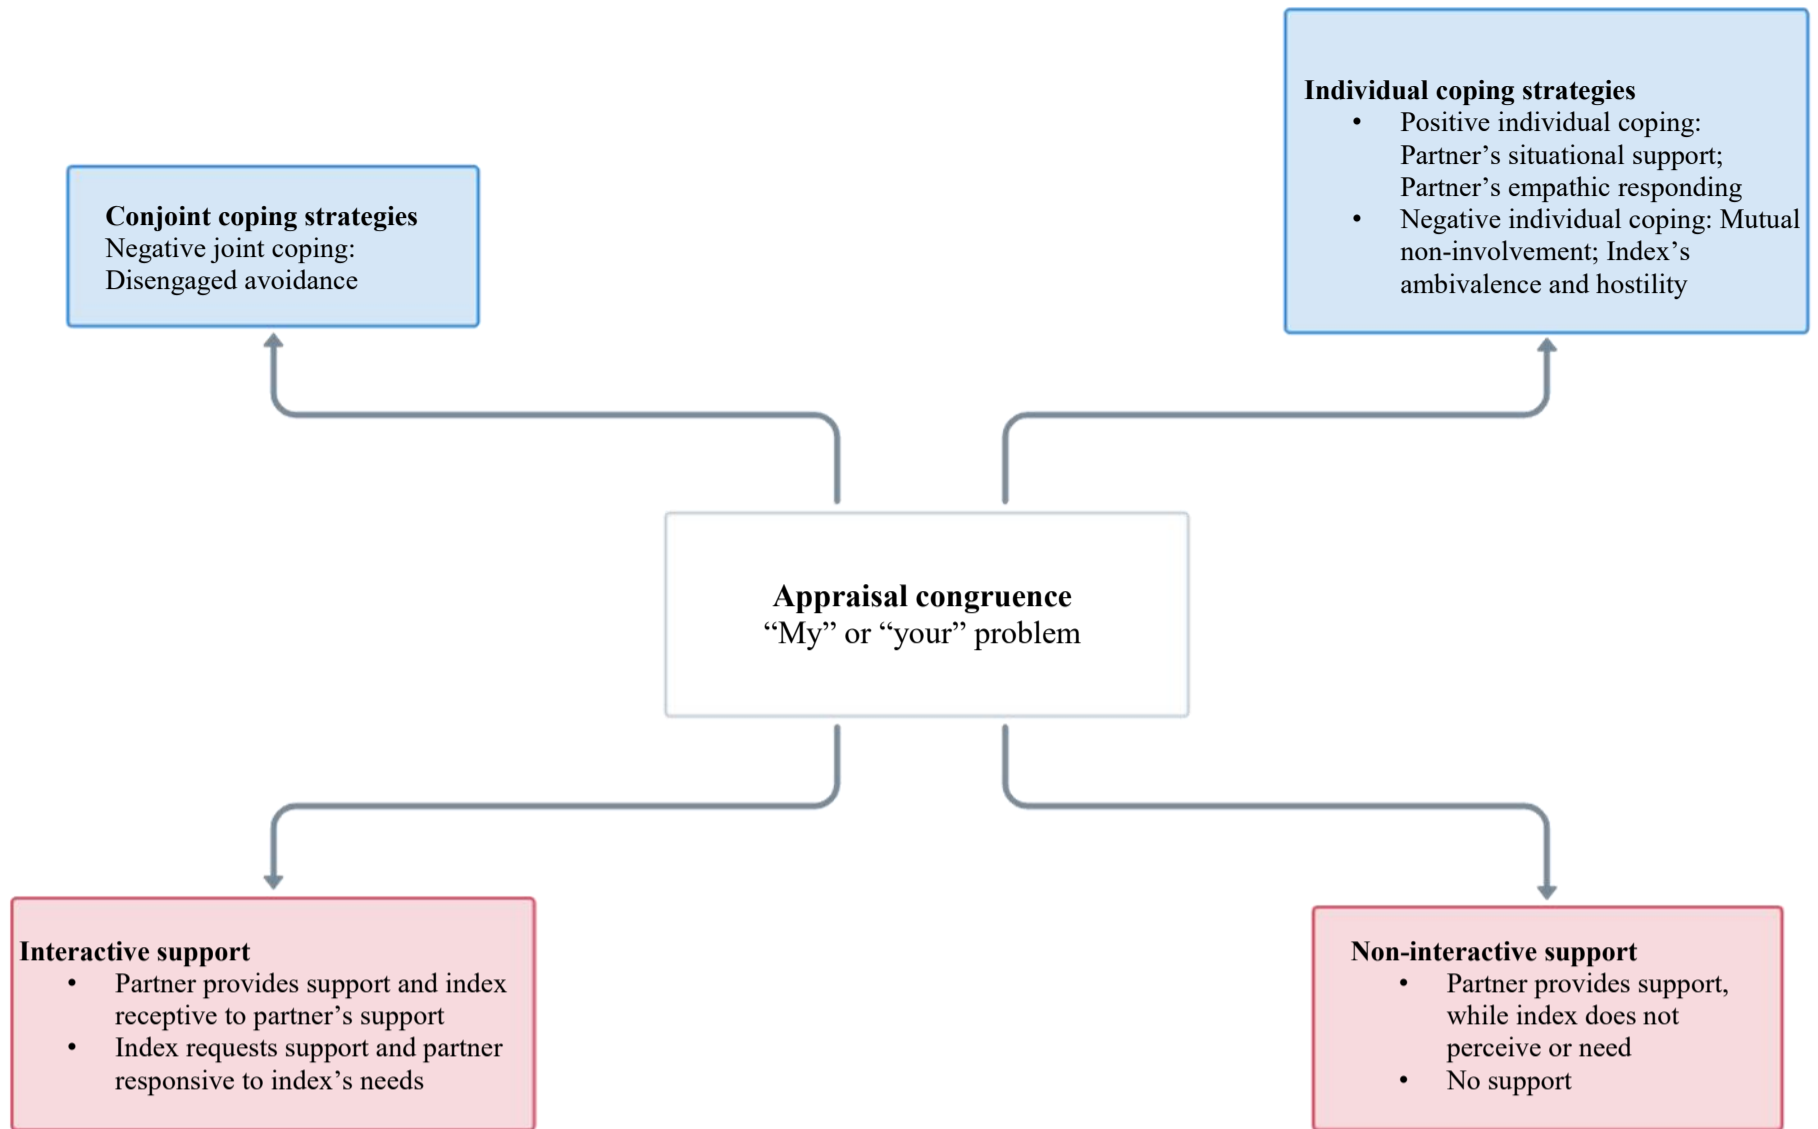 Individual coping strategies
• Positive individual coping:
Partner’s situational support;
Partner’s empathic responding
• Negative individual coping: Mutual
non-involvement; Index’s
ambivalence and hostility
Conjoint coping strategies
Negative joint coping:
Disengaged avoidance
Appraisal congruence
“My” or “your” problem
Interactive support
• Partner provides support and index
receptive to partner’s support
• Index requests support and partner
responsive to index’s needs
Non-interactive support
• Partner provides support,
while index does not
perceive or need
• No support